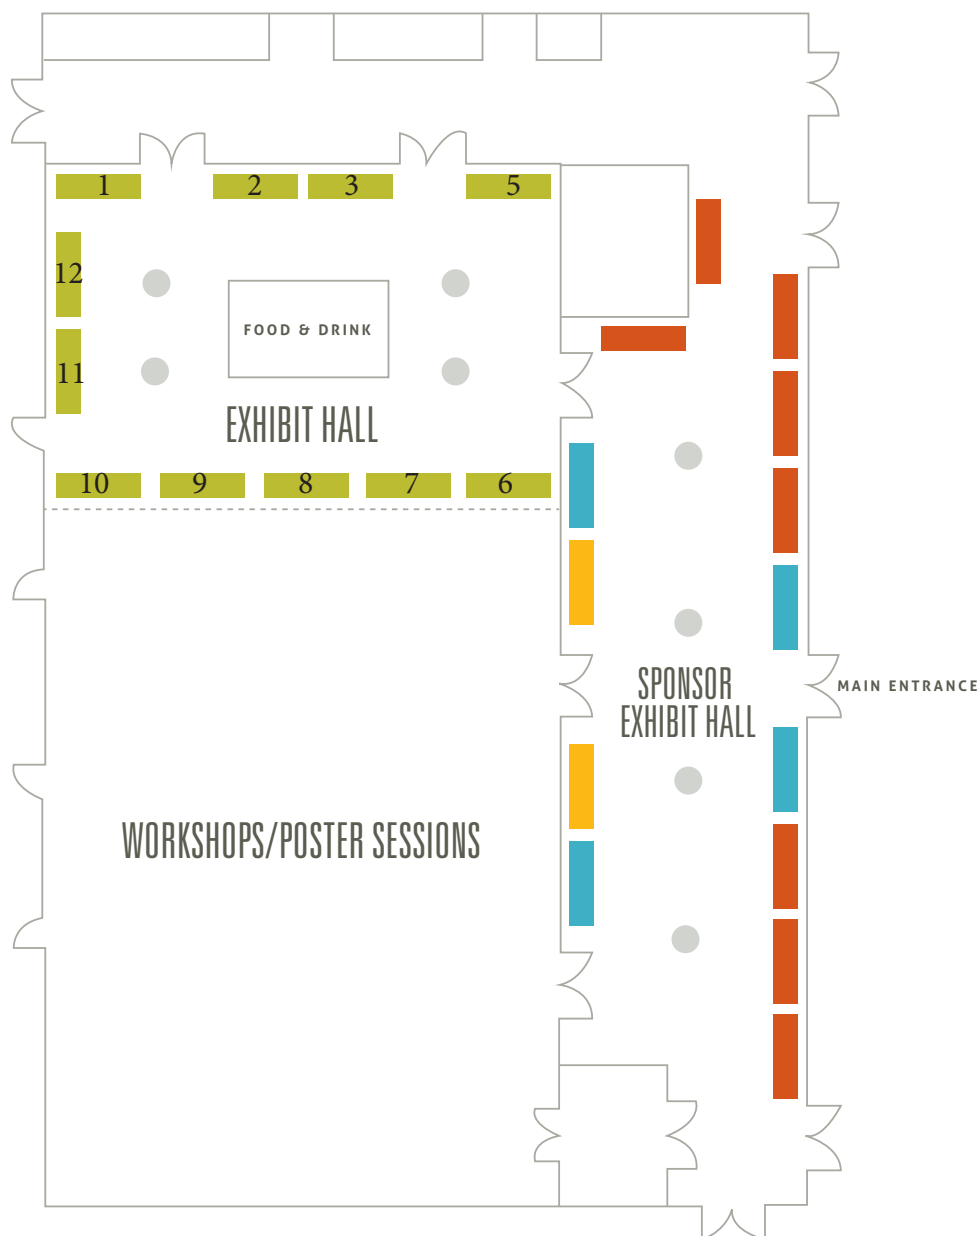 1
2
3
5
12
FOOD & DRINK
11
EXHIBIT HALL
10
9
8
7
6
SPONSOR
EXHIBIT HALL
MAIN ENTRANCE
WORKSHOPS/POSTER SESSIONS